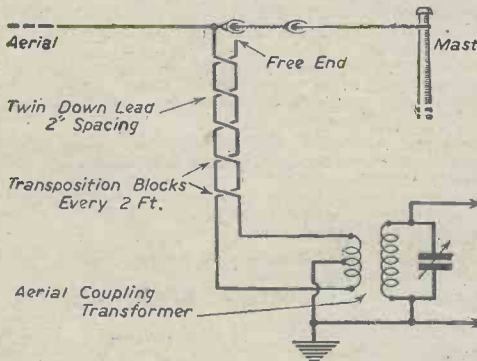 Aerial
Mast
Free End
Twin Down Lead
2" Spacing
Transposition Blocks
Every 2 Ft.
Aerial Coupling
Transformer